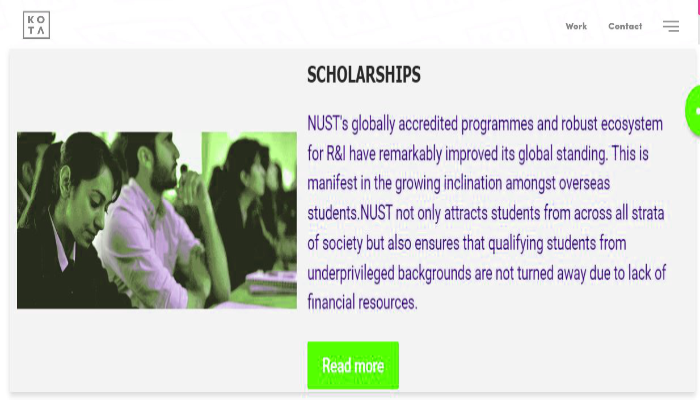 KO
TA
Work Contact
SCHOLARSHIPS
NUST's globally accredited programmes and robust ecosystem
for R&I have remarkably improved its global standing. This is
manifest in the growing inclination amongst overseas
students.NUST not only attracts students from across all strata
of society but also ensures that qualifying students from
underprivileged backgrounds are not turned away due to lack of
financial resources.
Read more